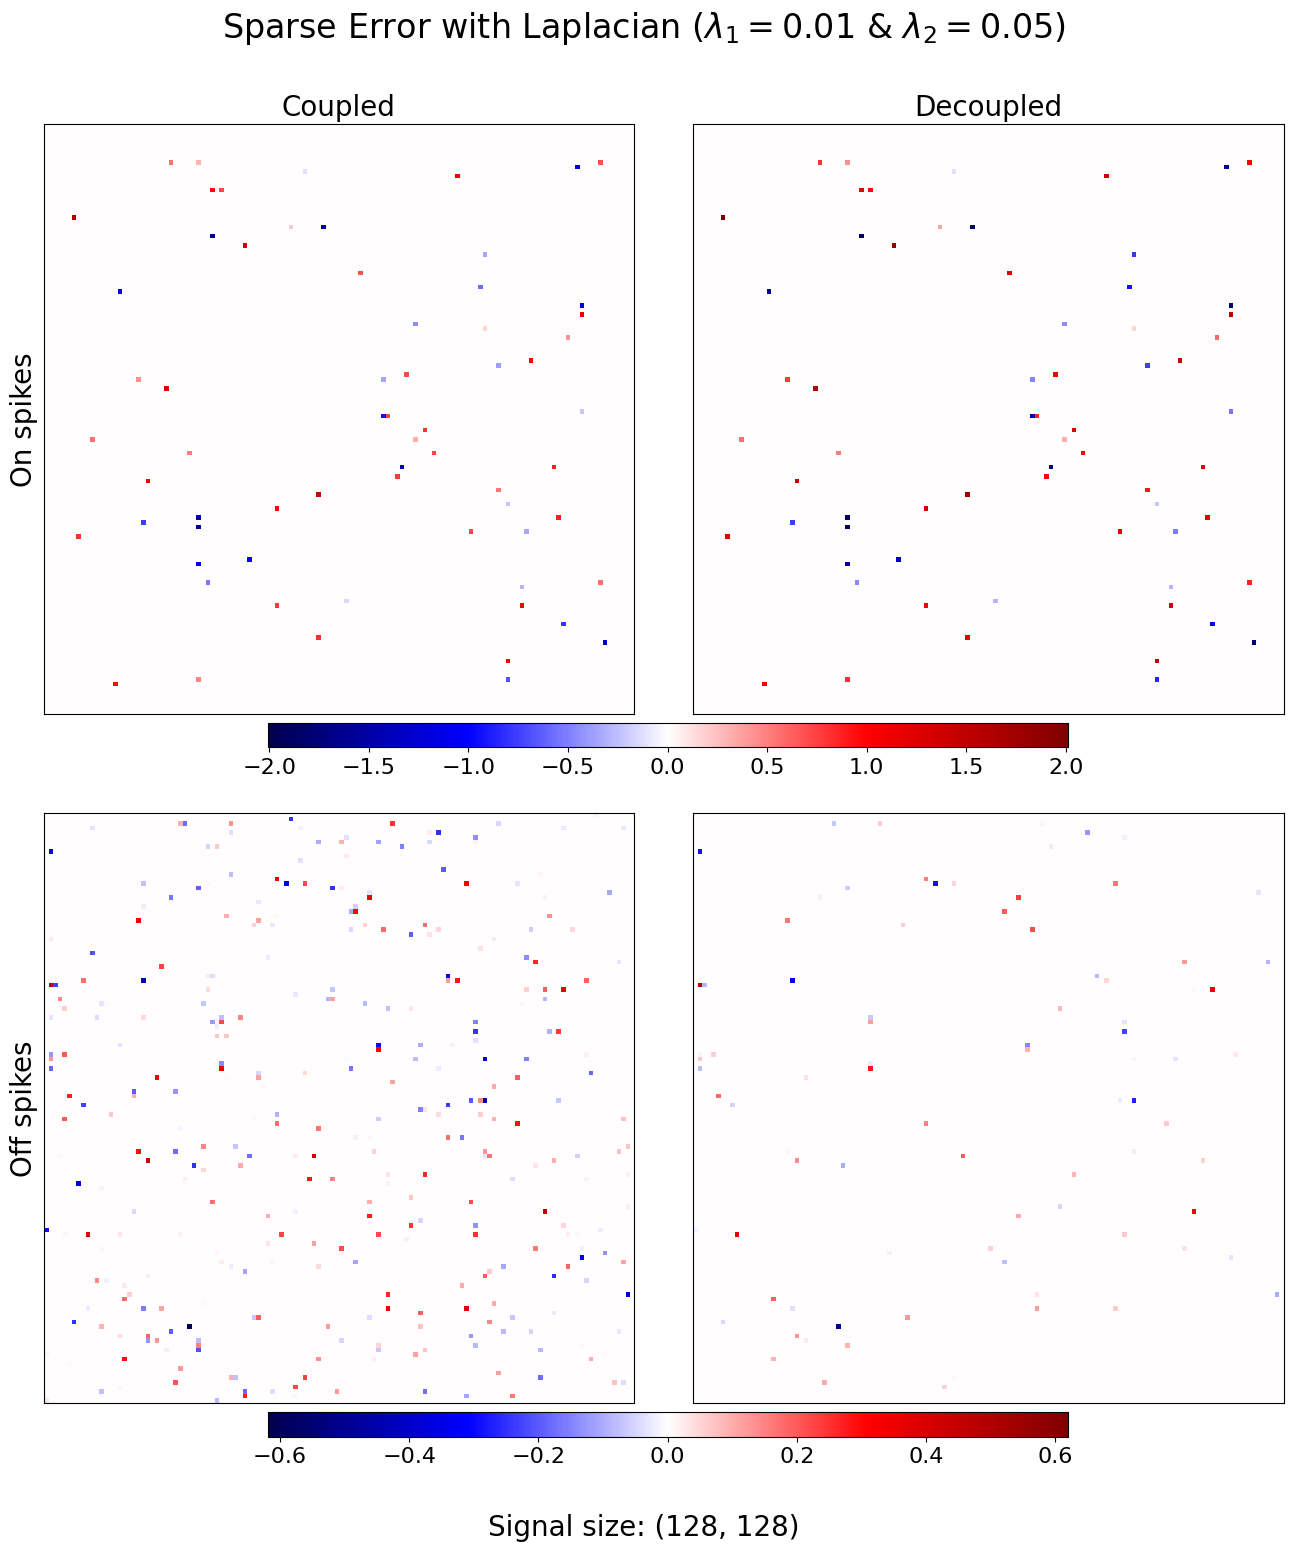 Sparse Error with Laplacian (λ₁ = 0.01 & λ₂ = 0.05)
Coupled
Decoupled
On spikes
−2.0 −1.5 −1.0 −0.5 0.0 0.5 1.0 1.5 2.0
Off spikes
−0.6 −0.4 −0.2 0.0 0.2 0.4 0.6
Signal size: (128, 128)